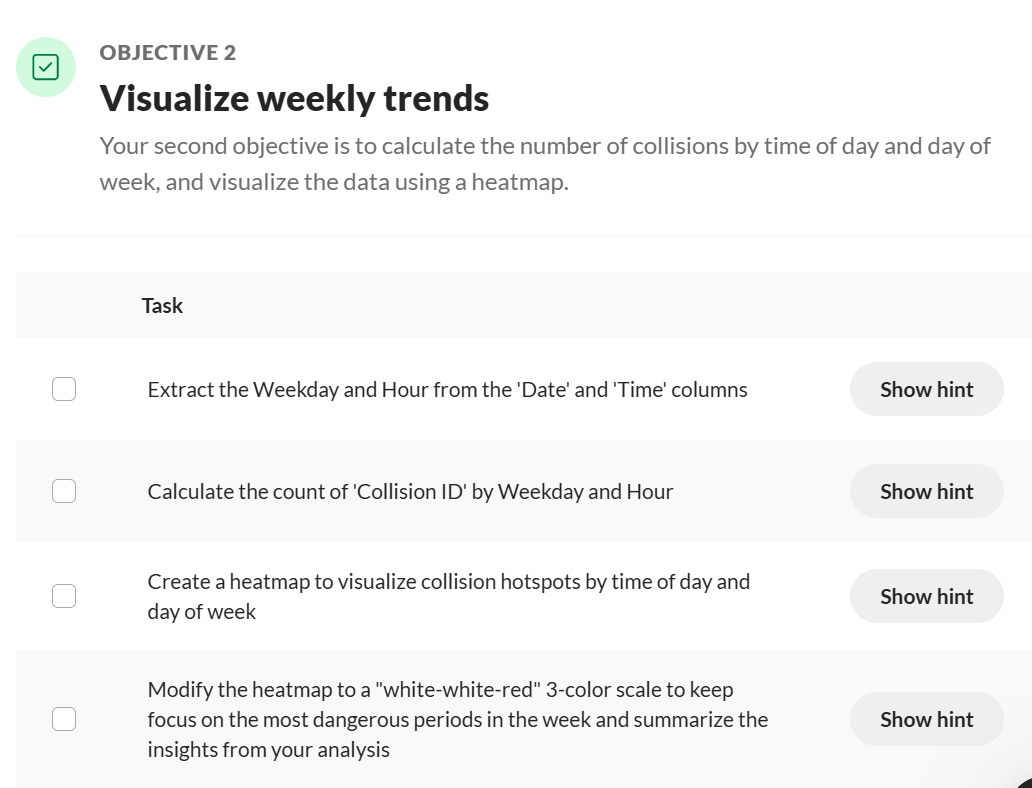 OBJECTIVE 2
Visualize weekly trends
Your second objective is to calculate the number of collisions by time of day and day of
week, and visualize the data using a heatmap.
Task
Extract the Weekday and Hour from the 'Date' and 'Time' columns
Show hint
Calculate the count of 'Collision ID' by Weekday and Hour
Show hint
Create a heatmap to visualize collision hotspots by time of day and
day of week
Show hint
Modify the heatmap to a "white-white-red" 3-color scale to keep
focus on the most dangerous periods in the week and summarize the
insights from your analysis
Show hint